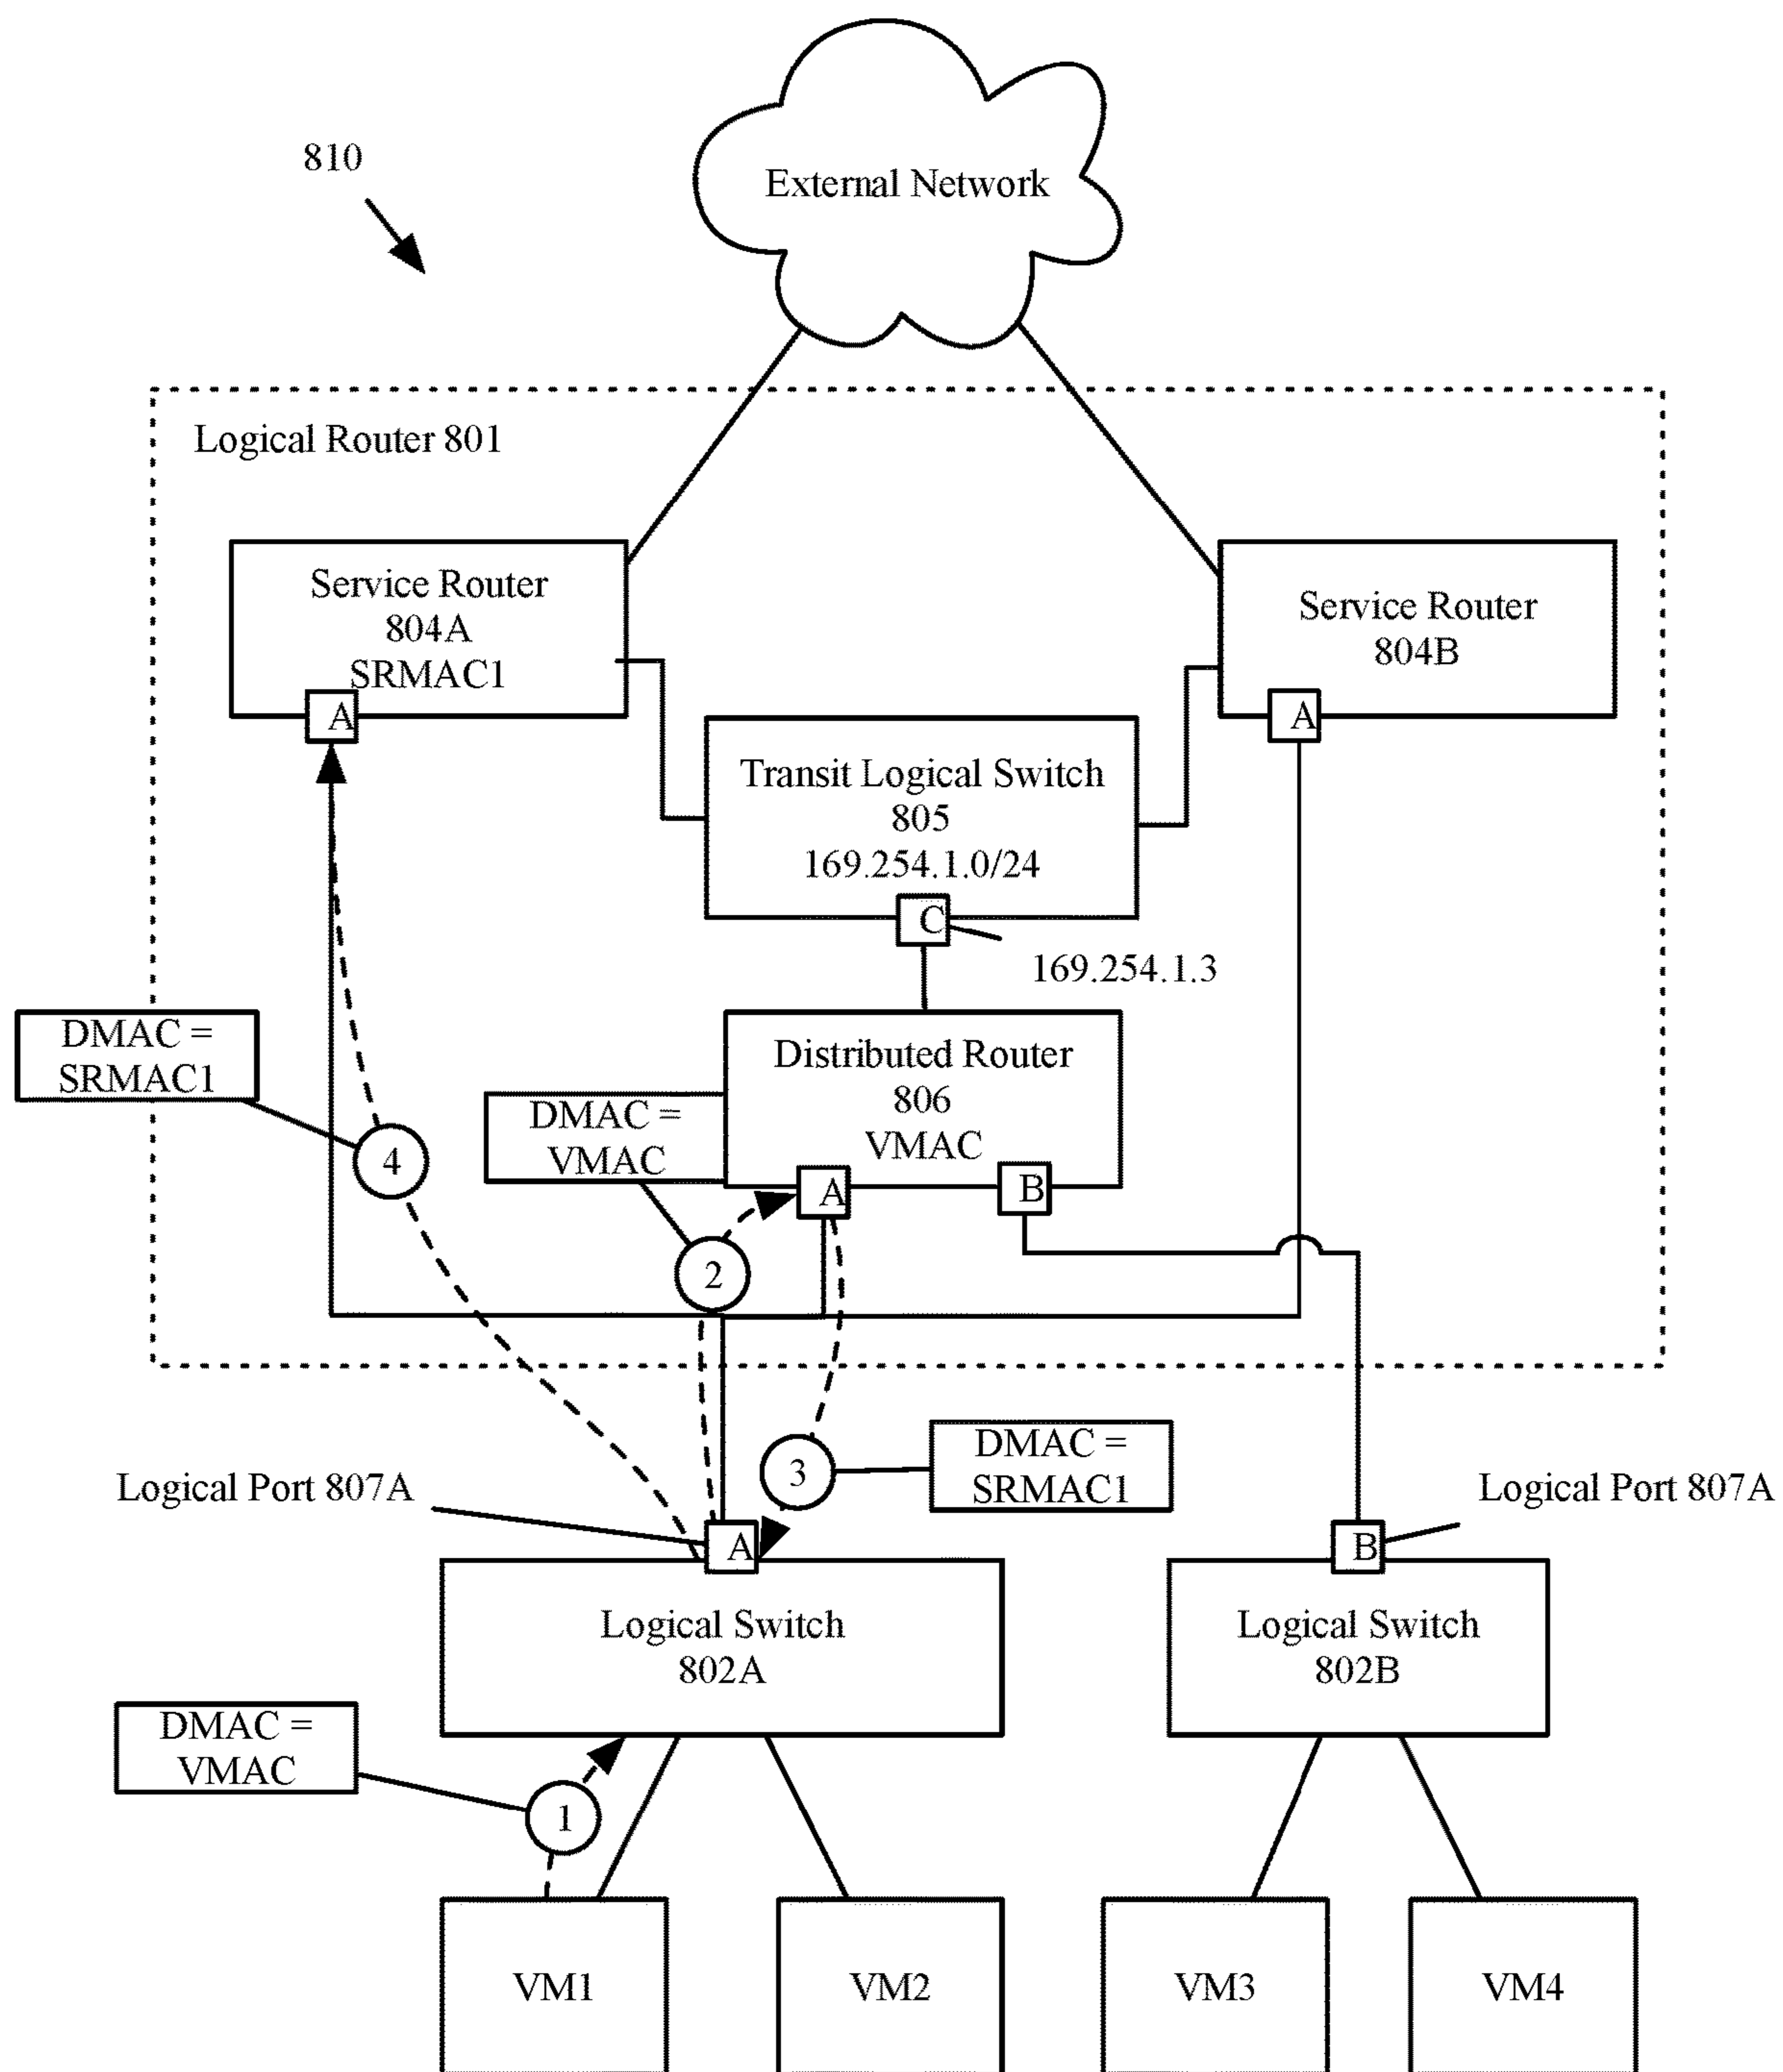 External Network
810
Logical Router 801
Service Router
804A
SRMAC1
A
Service Router
804B
A
Transit Logical Switch
805
169.254.1.0/24
C
169.254.1.3
DMAC =
SRMAC1
Distributed Router
806
VMAC
DMAC =
VMAC
4
A
B
2
3
DMAC =
SRMAC1
Logical Port 807A
Logical Port 807A
A
B
Logical Switch
802A
Logical Switch
802B
DMAC =
VMAC
1
VM1
VM2
VM3
VM4